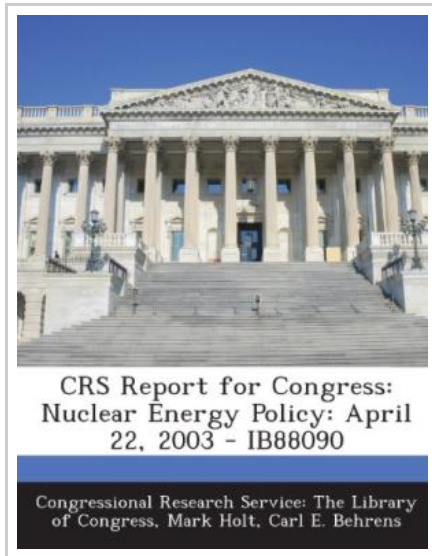 CRS Report for Congress:
Nuclear Energy Policy: April
22, 2003 - IB88090
Congressional Research Service: The Library
of Congress, Mark Holt, Carl E. Behrens